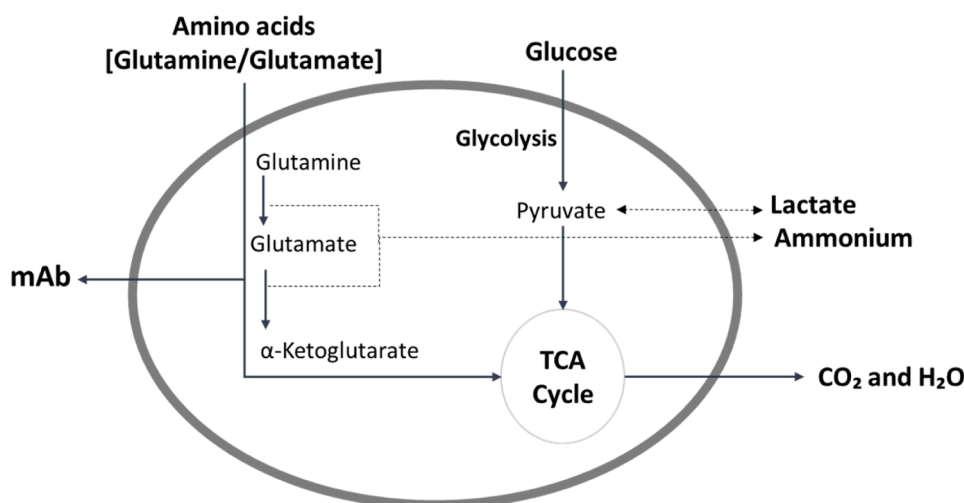 Amino acids
[Glutamine/Glutamate]
Glucose
Glycolysis
Glutamine
Pyruvate
Lactate
Ammonium
Glutamate
mAb
α-Ketoglutarate
TCA
Cycle
CO₂ and H₂O